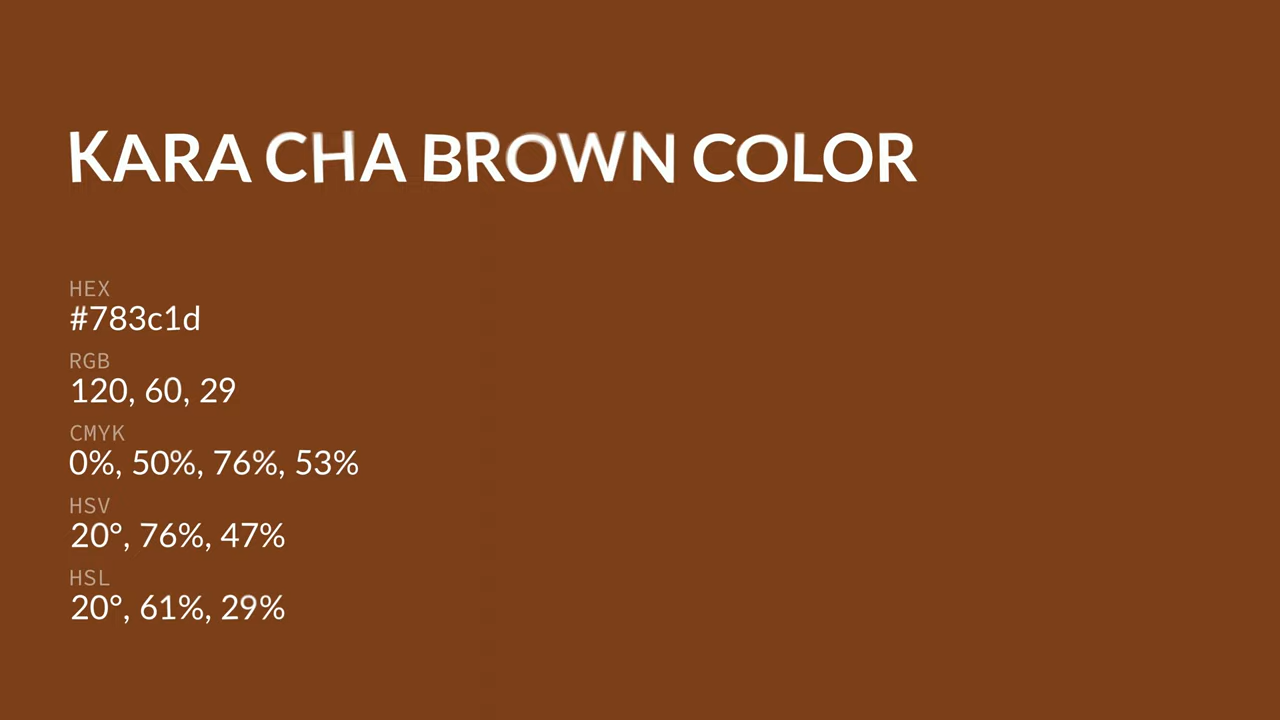 KARA CHA BROWN COLOR
HEX
#783c1d
RGB
120, 60, 29
CMYK
0%, 50%, 76%, 53%
HSV
20°, 76%, 47%
HSL
20°, 61%, 29%